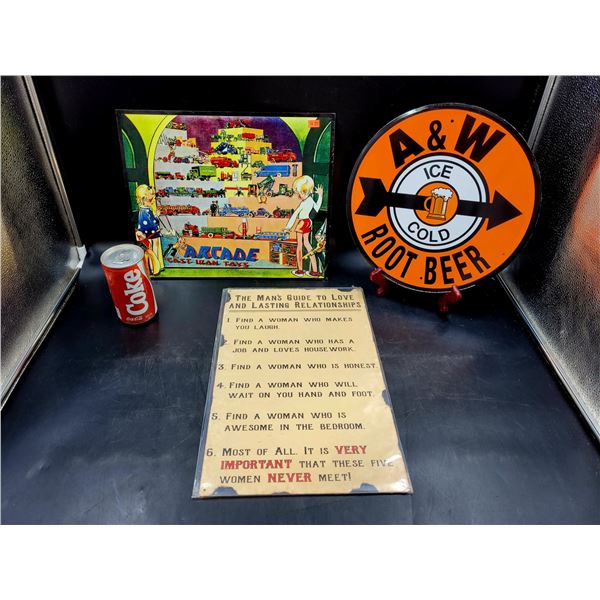 ARCADE
CAST IRON TOYS
A & W
ICE
COLD
ROOT BEER
Coke
THE MAN'S GUIDE TO LOVE
AND LASTING RELATIONSHIPS
1. FIND A WOMAN WHO MAKES
YOU LAUGH.
2. FIND A WOMAN WHO HAS A
JOB AND LOVES HOUSEWORK.
3. FIND A WOMAN WHO IS HONEST.
4. FIND A WOMAN WHO WILL
WAIT ON YOU HAND AND FOOT.
5. FIND A WOMAN WHO IS
AWESOME IN THE BEDROOM.
6. MOST OF ALL, IT IS VERY
IMPORTANT THAT THESE FIVE
WOMEN NEVER MEET!